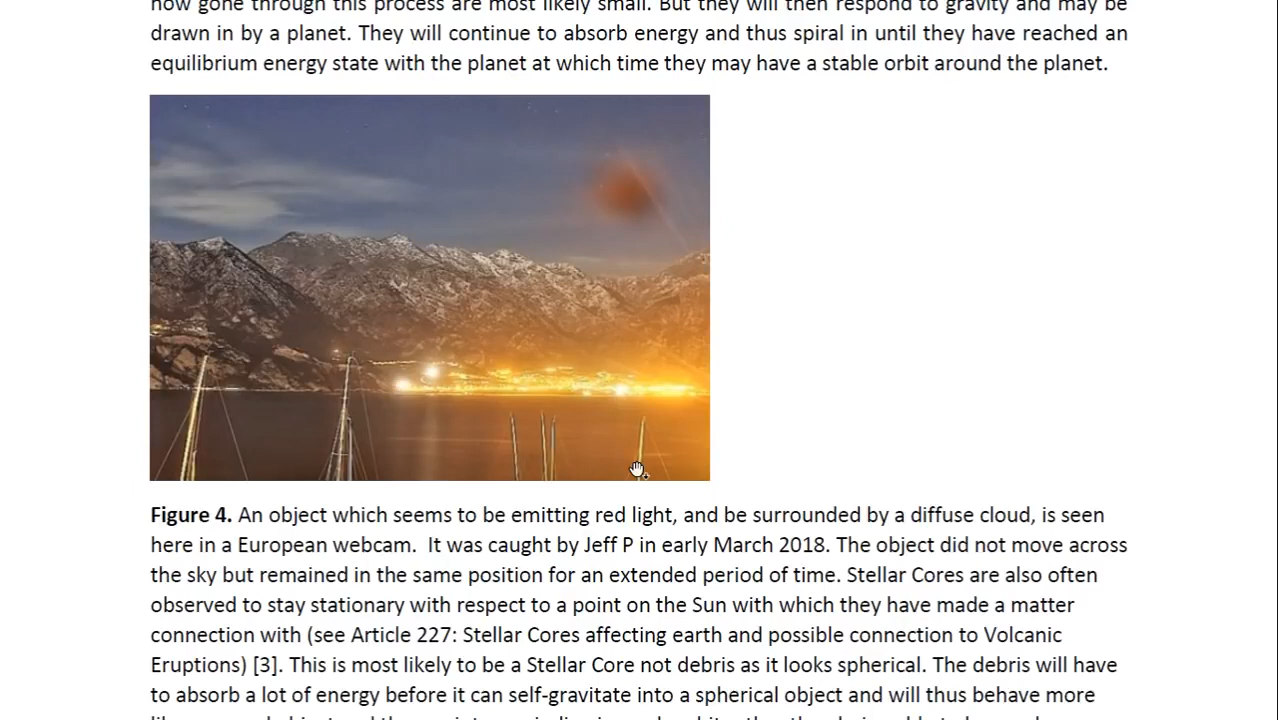 now gone through this process are most likely small. But they will then respond to gravity and may be
drawn in by a planet. They will continue to absorb energy and thus spiral in until they have reached an
equilibrium energy state with the planet at which time they may have a stable orbit around the planet.
Figure 4. An object which seems to be emitting red light, and be surrounded by a diffuse cloud, is seen
here in a European webcam.  It was caught by Jeff P in early March 2018. The object did not move across
the sky but remained in the same position for an extended period of time. Stellar Cores are also often
observed to stay stationary with respect to a point on the Sun with which they have made a matter
connection with (see Article 227: Stellar Cores affecting earth and possible connection to Volcanic
Eruptions) [3]. This is most likely to be a Stellar Core not debris as it looks spherical. The debris will have
to absorb a lot of energy before it can self-gravitate into a spherical object and will thus behave more